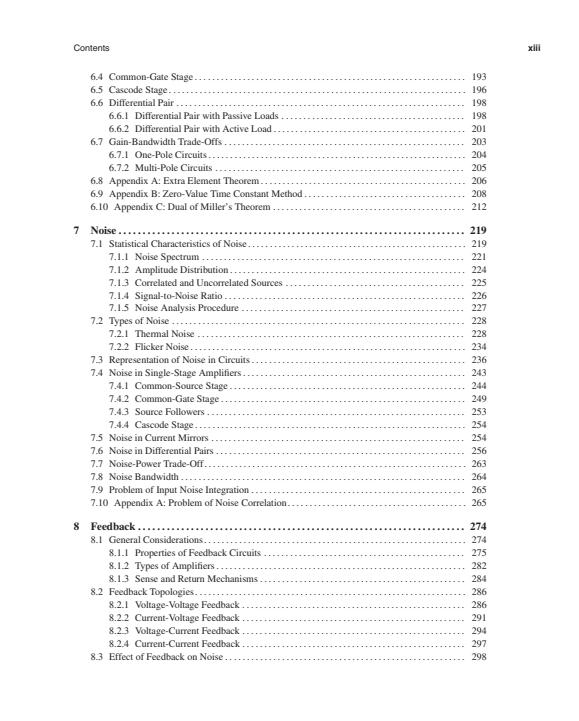 Contents xiii
6.4 Common-Gate Stage 193
6.5 Cascode Stage 196
6.6 Differential Pair 198
6.6.1 Differential Pair with Passive Loads 198
6.6.2 Differential Pair with Active Load 201
6.7 Gain-Bandwidth Trade-Offs 203
6.7.1 One-Pole Circuits 204
6.7.2 Multi-Pole Circuits 205
6.8 Appendix A: Extra Element Theorem 206
6.9 Appendix B: Zero-Value Time Constant Method 208
6.10 Appendix C: Dual of Miller's Theorem 212
7 Noise 219
7.1 Statistical Characteristics of Noise 219
7.1.1 Noise Spectrum 221
7.1.2 Amplitude Distribution 224
7.1.3 Correlated and Uncorrelated Sources 225
7.1.4 Signal-to-Noise Ratio 226
7.1.5 Noise Analysis Procedure 227
7.2 Types of Noise 228
7.2.1 Thermal Noise 228
7.2.2 Flicker Noise 234
7.3 Representation of Noise in Circuits 236
7.4 Noise in Single-Stage Amplifiers 243
7.4.1 Common-Source Stage 244
7.4.2 Common-Gate Stage 249
7.4.3 Source Followers 253
7.4.4 Cascode Stage 254
7.5 Noise in Current Mirrors 254
7.6 Noise in Differential Pairs 256
7.7 Noise-Power Trade-Off 263
7.8 Noise Bandwidth 264
7.9 Problem of Input Noise Integration 265
7.10 Appendix A: Problem of Noise Correlation 265
8 Feedback 274
8.1 General Considerations 274
8.1.1 Properties of Feedback Circuits 275
8.1.2 Types of Amplifiers 282
8.1.3 Sense and Return Mechanisms 284
8.2 Feedback Topologies 286
8.2.1 Voltage-Voltage Feedback 286
8.2.2 Current-Voltage Feedback 291
8.2.3 Voltage-Current Feedback 294
8.2.4 Current-Current Feedback 297
8.3 Effect of Feedback on Noise 298